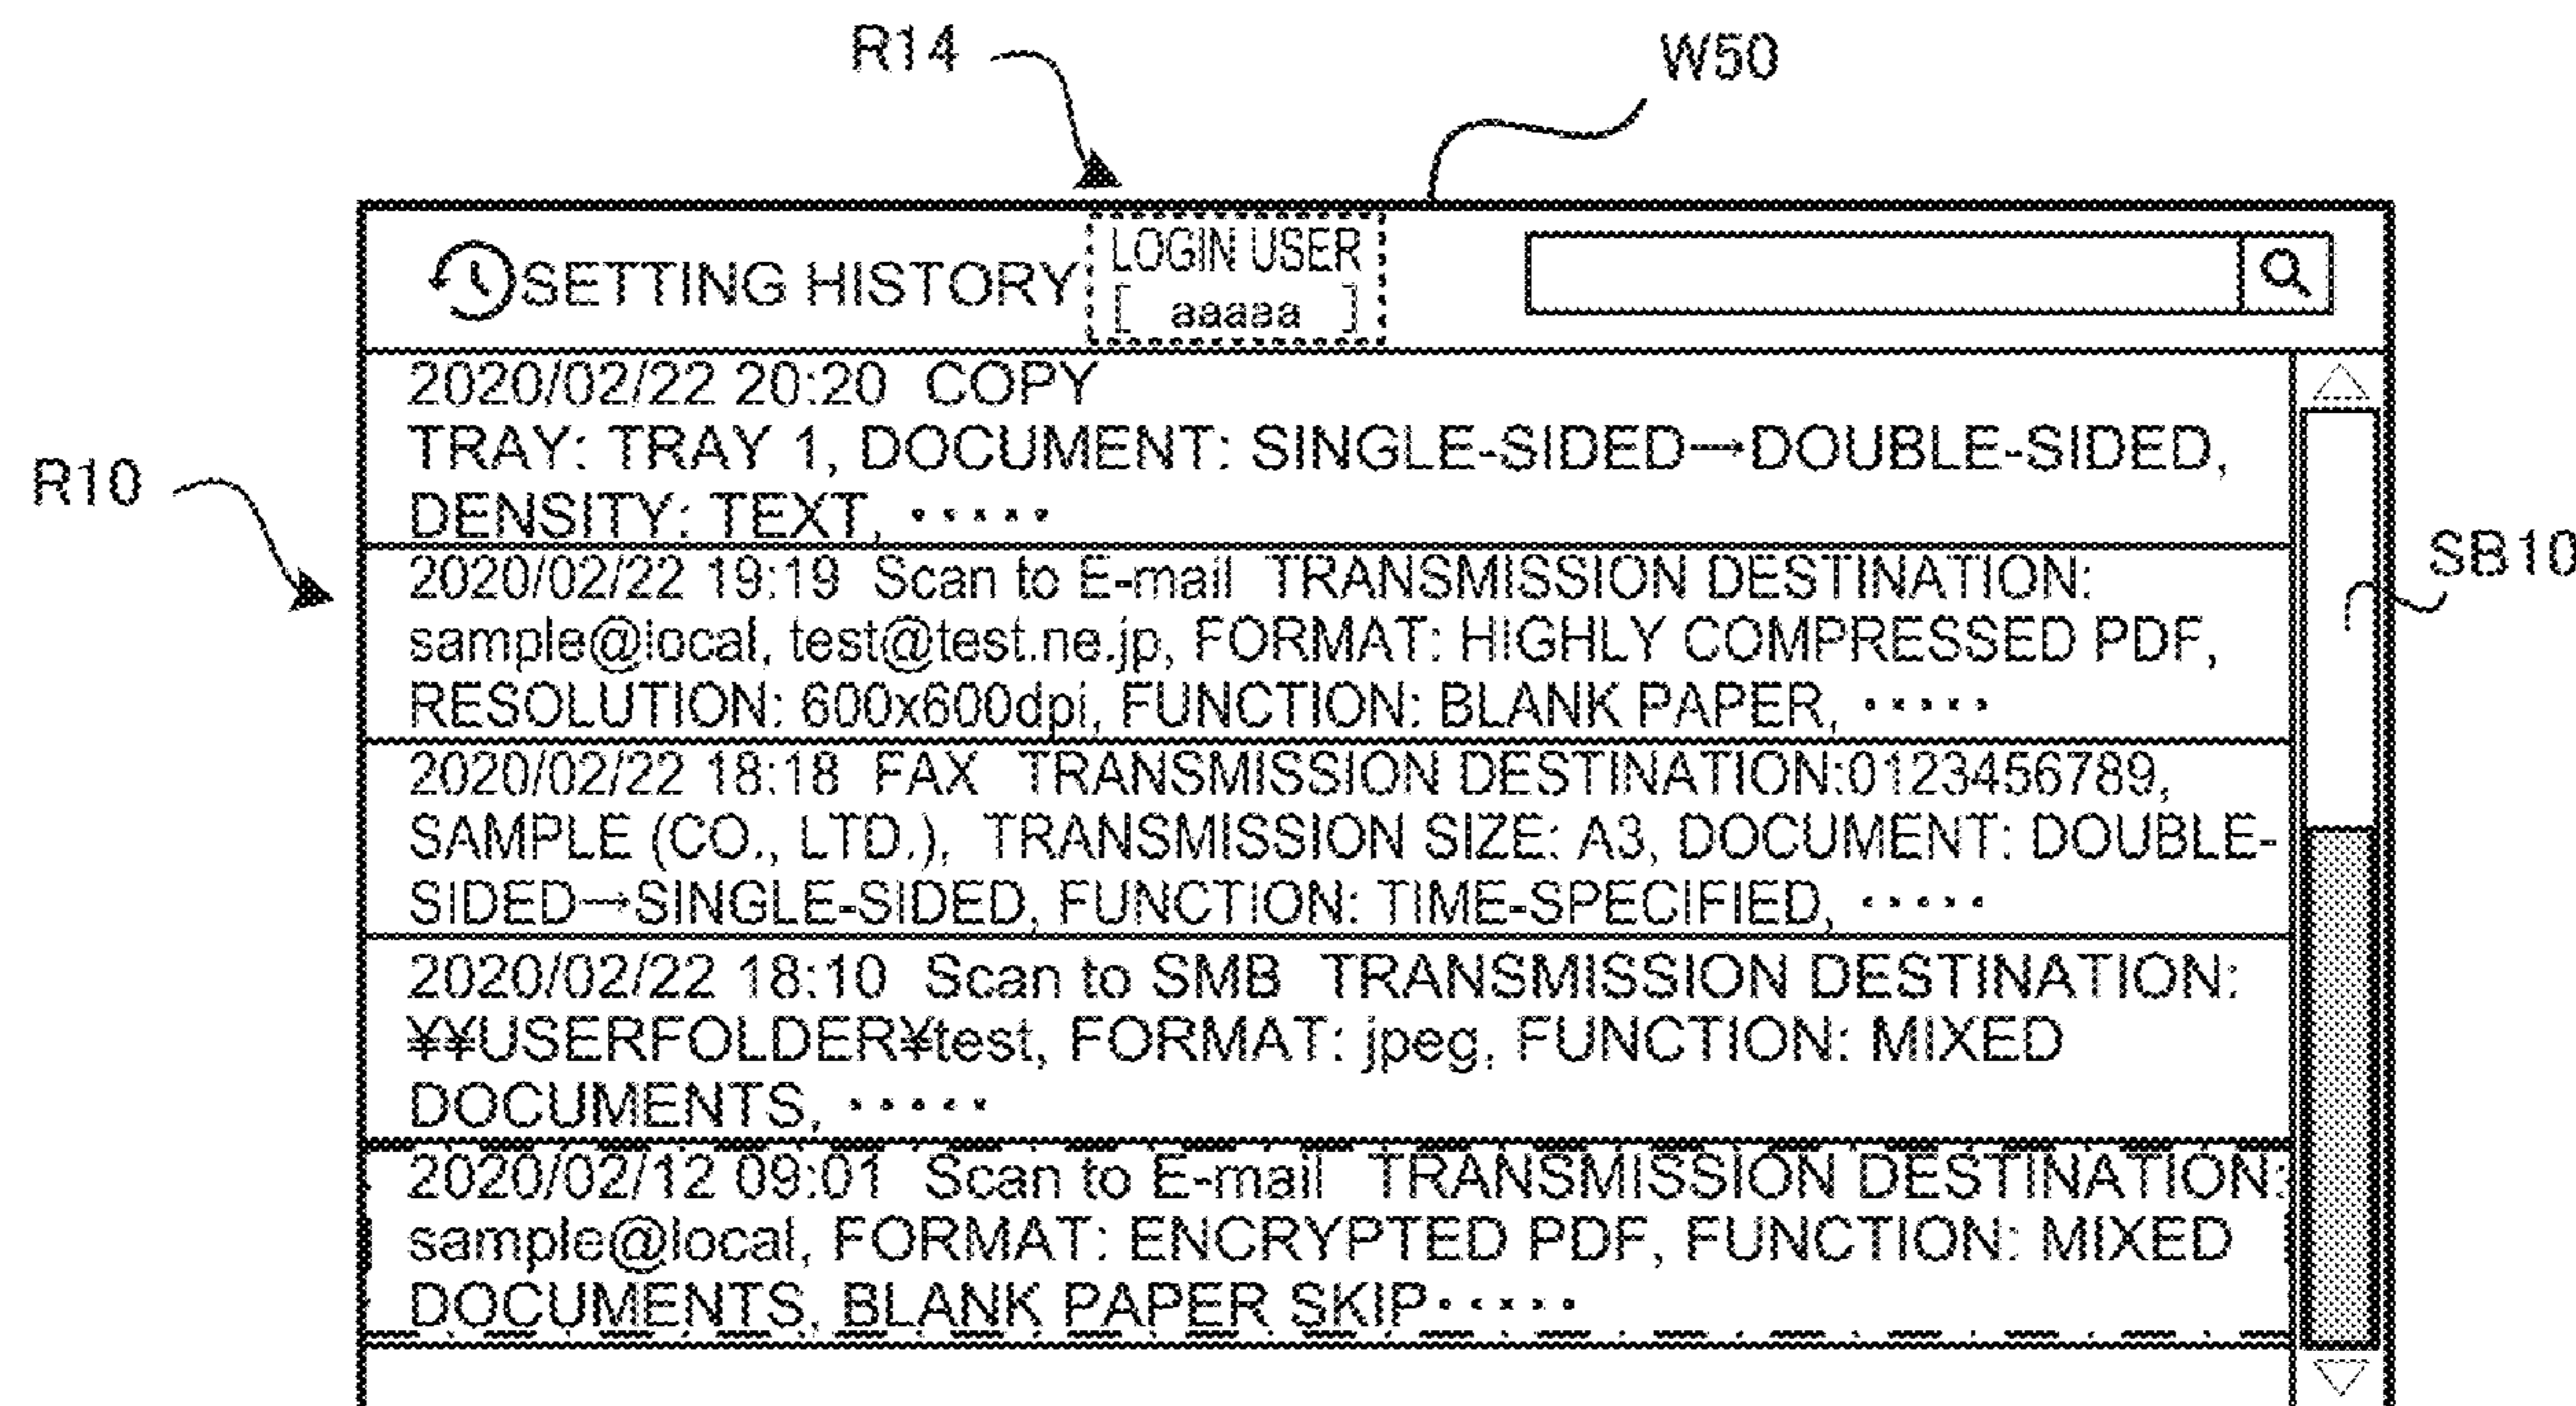 R14
W50
SETTING HISTORY
LOGIN USER
[ aaaaa ]
R10
2020/02/22 20:20 COPY
TRAY: TRAY 1, DOCUMENT: SINGLE-SIDED→DOUBLE-SIDED,
DENSITY: TEXT, ·····
SB10
2020/02/22 19:19 Scan to E-mail TRANSMISSION DESTINATION:
sample@local, test@test.ne.jp, FORMAT: HIGHLY COMPRESSED PDF,
RESOLUTION: 600x600dpi, FUNCTION: BLANK PAPER, ·····
2020/02/22 18:18 FAX TRANSMISSION DESTINATION:0123456789,
SAMPLE (CO., LTD.), TRANSMISSION SIZE: A3, DOCUMENT: DOUBLE-
SIDED→SINGLE-SIDED, FUNCTION: TIME-SPECIFIED, ·····
2020/02/22 18:10 Scan to SMB TRANSMISSION DESTINATION:
¥¥USERFOLDER¥test, FORMAT: jpeg, FUNCTION: MIXED
DOCUMENTS, ·····
2020/02/12 09:01 Scan to E-mail TRANSMISSION DESTINATION:
sample@local, FORMAT: ENCRYPTED PDF, FUNCTION: MIXED
DOCUMENTS, BLANK PAPER SKIP·····